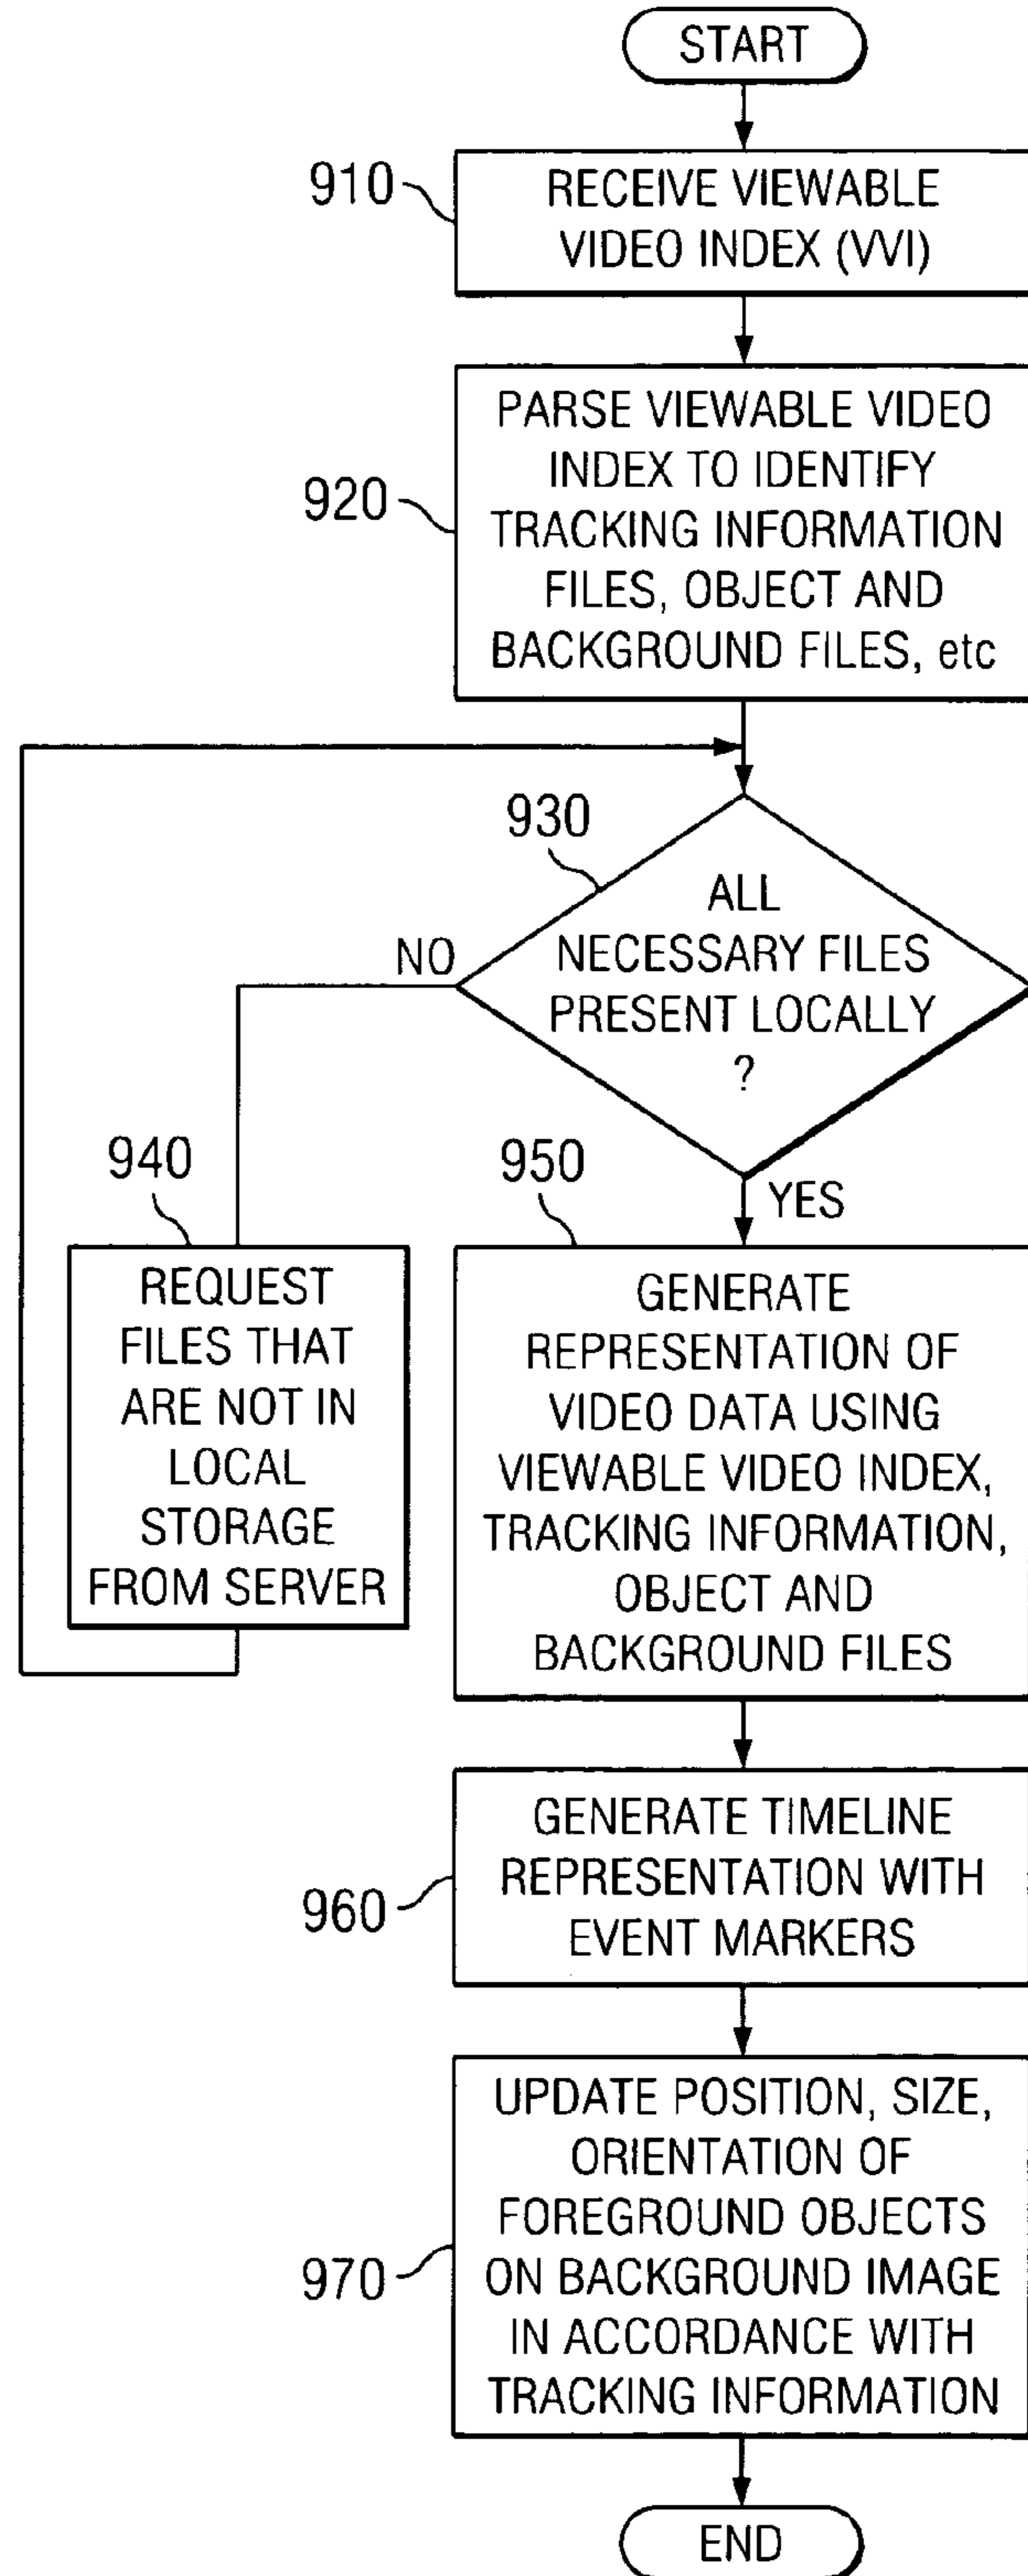 START
910
RECEIVE VIEWABLE
VIDEO INDEX (VVI)
920
PARSE VIEWABLE VIDEO
INDEX TO IDENTIFY
TRACKING INFORMATION
FILES, OBJECT AND
BACKGROUND FILES, etc
930
ALL
NECESSARY FILES
PRESENT LOCALLY
?
NO
YES
940
REQUEST
FILES THAT
ARE NOT IN
LOCAL
STORAGE
FROM SERVER
950
GENERATE
REPRESENTATION OF
VIDEO DATA USING
VIEWABLE VIDEO INDEX,
TRACKING INFORMATION,
OBJECT AND
BACKGROUND FILES
960
GENERATE TIMELINE
REPRESENTATION WITH
EVENT MARKERS
970
UPDATE POSITION, SIZE,
ORIENTATION OF
FOREGROUND OBJECTS
ON BACKGROUND IMAGE
IN ACCORDANCE WITH
TRACKING INFORMATION
END